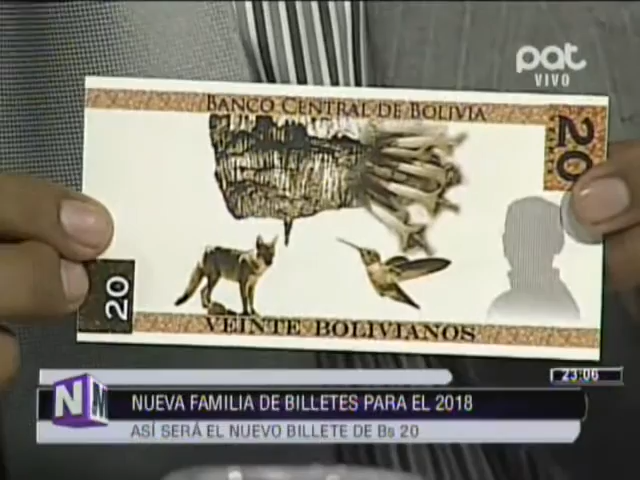 pat
VIVO
BANCO CENTRAL DE BOLIVIA
20
20
VEINTE BOLIVIANOS
23:06
NUEVA FAMILIA DE BILLETES PARA EL 2018
ASÍ SERÁ EL NUEVO BILLETE DE Bs 20